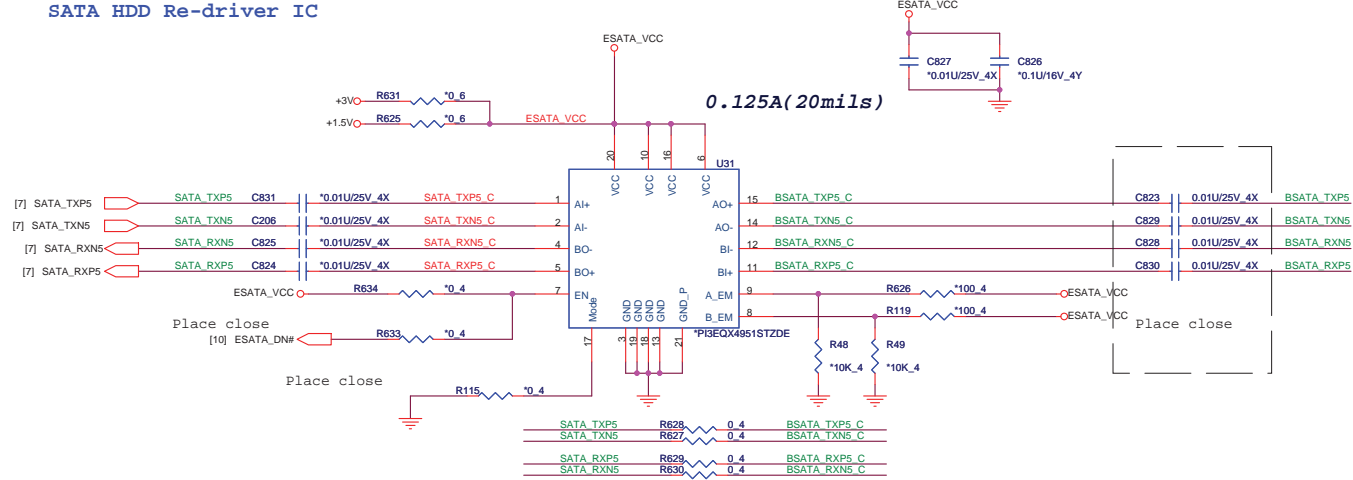 SATA HDD Re-driver IC
ESATA_VCC
C827
*0.01U/25V_4X
C826
*0.1U/16V_4Y
ESATA_VCC
0.125A(20mils)
+3V R631 *0_6
+1.5V R625 *0_6 ESATA_VCC
U31
20 10 16 6
VCC VCC VCC VCC
[7] SATA_TXP5 SATA_TXP5 C831 *0.01U/25V_4X SATA_TXP5_C 1 AI+ AO+ 15 BSATA_TXP5_C C823 0.01U/25V_4X BSATA_TXP5
[7] SATA_TXN5 SATA_TXN5 C206 *0.01U/25V_4X SATA_TXN5_C 2 AI- AO- 14 BSATA_TXN5_C C829 0.01U/25V_4X BSATA_TXN5
[7] SATA_RXN5 SATA_RXN5 C825 *0.01U/25V_4X SATA_RXN5_C 4 BO- BI- 12 BSATA_RXN5_C C828 0.01U/25V_4X BSATA_RXN5
[7] SATA_RXP5 SATA_RXP5 C824 *0.01U/25V_4X SATA_RXP5_C 5 BO+ BI+ 11 BSATA_RXP5_C C830 0.01U/25V_4X BSATA_RXP5
ESATA_VCC R634 *0_4 7 EN A_EM 9 R626 *100_4 ESATA_VCC
B_EM 8 R119 *100_4 ESATA_VCC
Mode GND GND GND GND GND_P
17 3 19 18 13 21
*PI3EQX4951STZDE
Place close
[10] ESATA_DN# R633 *0_4
Place close
R48
*10K_4
R49
*10K_4
Place close
R115 *0_4
SATA_TXP5 R628 0_4 BSATA_TXP5_C
SATA_TXN5 R627 0_4 BSATA_TXN5_C
SATA_RXP5 R629 0_4 BSATA_RXP5_C
SATA_RXN5 R630 0_4 BSATA_RXN5_C